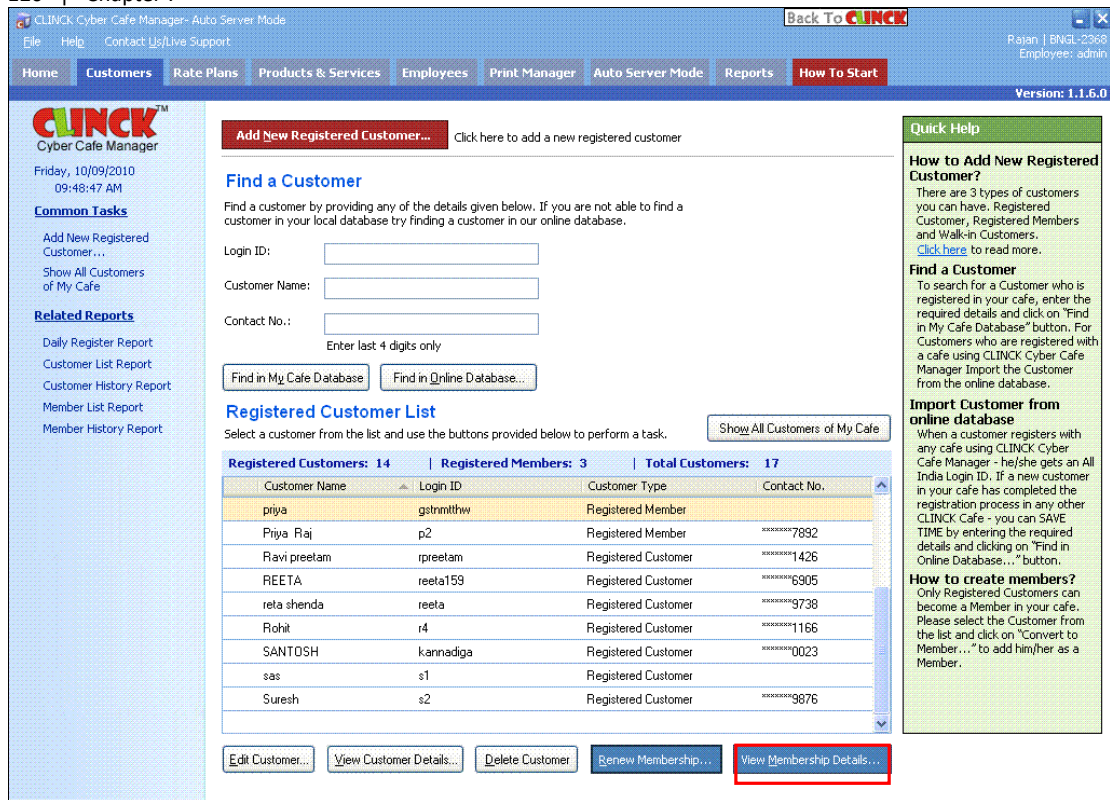 CLINCK Cyber Cafe Manager- Auto Server Mode
Back To CLINCK
File Help Contact Us/Live Support
Rajan | BNGL-2368
Employee: admin
Home Customers Rate Plans Products & Services Employees Print Manager Auto Server Mode Reports How To Start
Version: 1.1.6.0
CLINCK TM
Cyber Cafe Manager
Friday, 10/09/2010
09:48:47 AM
Common Tasks
Add New Registered
Customer...
Show All Customers
of My Cafe
Related Reports
Daily Register Report
Customer List Report
Customer History Report
Member List Report
Member History Report
Add New Registered Customer... Click here to add a new registered customer
Find a Customer
Find a customer by providing any of the details given below. If you are not able to find a
customer in your local database try finding a customer in our online database.
Login ID:
Customer Name:
Contact No.:
Enter last 4 digits only
Find in My Cafe Database Find in Online Database...
Registered Customer List
Select a customer from the list and use the buttons provided below to perform a task.
Show All Customers of My Cafe
Registered Customers: 14 | Registered Members: 3 | Total Customers: 17
Customer Name Login ID Customer Type Contact No.
priya gstnmtthw Registered Member
Priya Raj p2 Registered Member ******7892
Ravi preetam rpreetam Registered Customer ******1426
REETA reeta159 Registered Customer ******6905
reta shenda reeta Registered Customer ******9738
Rohit r4 Registered Customer ******1166
SANTOSH kannadiga Registered Customer ******0023
sas s1 Registered Customer
Suresh s2 Registered Customer ******9876
Edit Customer... View Customer Details... Delete Customer Renew Membership... View Membership Details...
Quick Help
How to Add New Registered
Customer?
There are 3 types of customers
you can have. Registered
Customer, Registered Members
and Walk-in Customers.
Click here to read more.
Find a Customer
To search for a Customer who is
registered in your cafe, enter the
required details and click on "Find
in My Cafe Database" button. For
Customers who are registered with
a cafe using CLINCK Cyber Cafe
Manager Import the Customer
from the online database.
Import Customer from
online database
When a customer registers with
any cafe using CLINCK Cyber
Cafe Manager - he/she gets an All
India Login ID. If a new customer
in your cafe has completed the
registration process in any other
CLINCK Cafe - you can SAVE
TIME by entering the required
details and clicking on "Find in
Online Database..." button.
How to create members?
Only Registered Customers can
become a Member in your cafe.
Please select the Customer from
the list and click on "Convert to
Member..." to add him/her as a
Member.